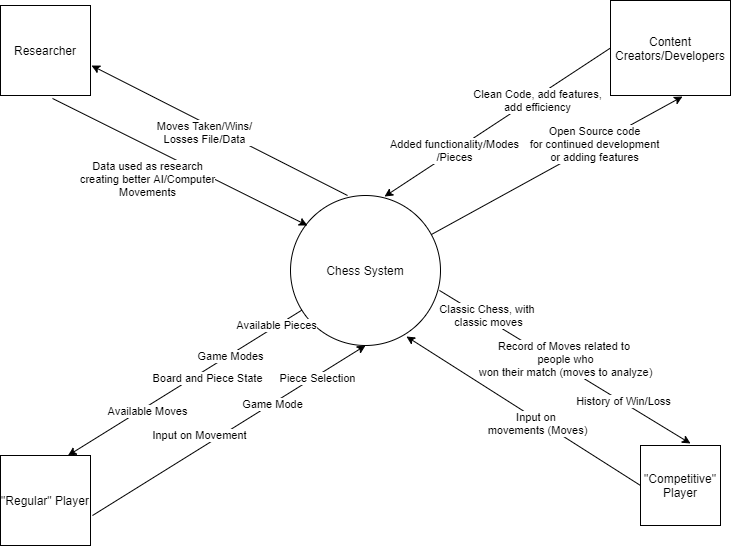 Researcher
Content
Creators/Developers
Clean Code, add features,
add efficiency
Moves Taken/Wins/
Losses File/Data
Open Source code
for continued development
or adding features
Added functionality/Modes
/Pieces
Data used as research
creating better AI/Computer
Movements
Chess System
Classic Chess, with
classic moves
Available Pieces
Record of Moves related to
people who
won their match (moves to analyze)
Game Modes
Board and Piece State
Piece Selection
History of Win/Loss
Game Mode
Available Moves
Input on
movements (Moves)
Input on Movement
"Regular" Player
"Competitive"
Player